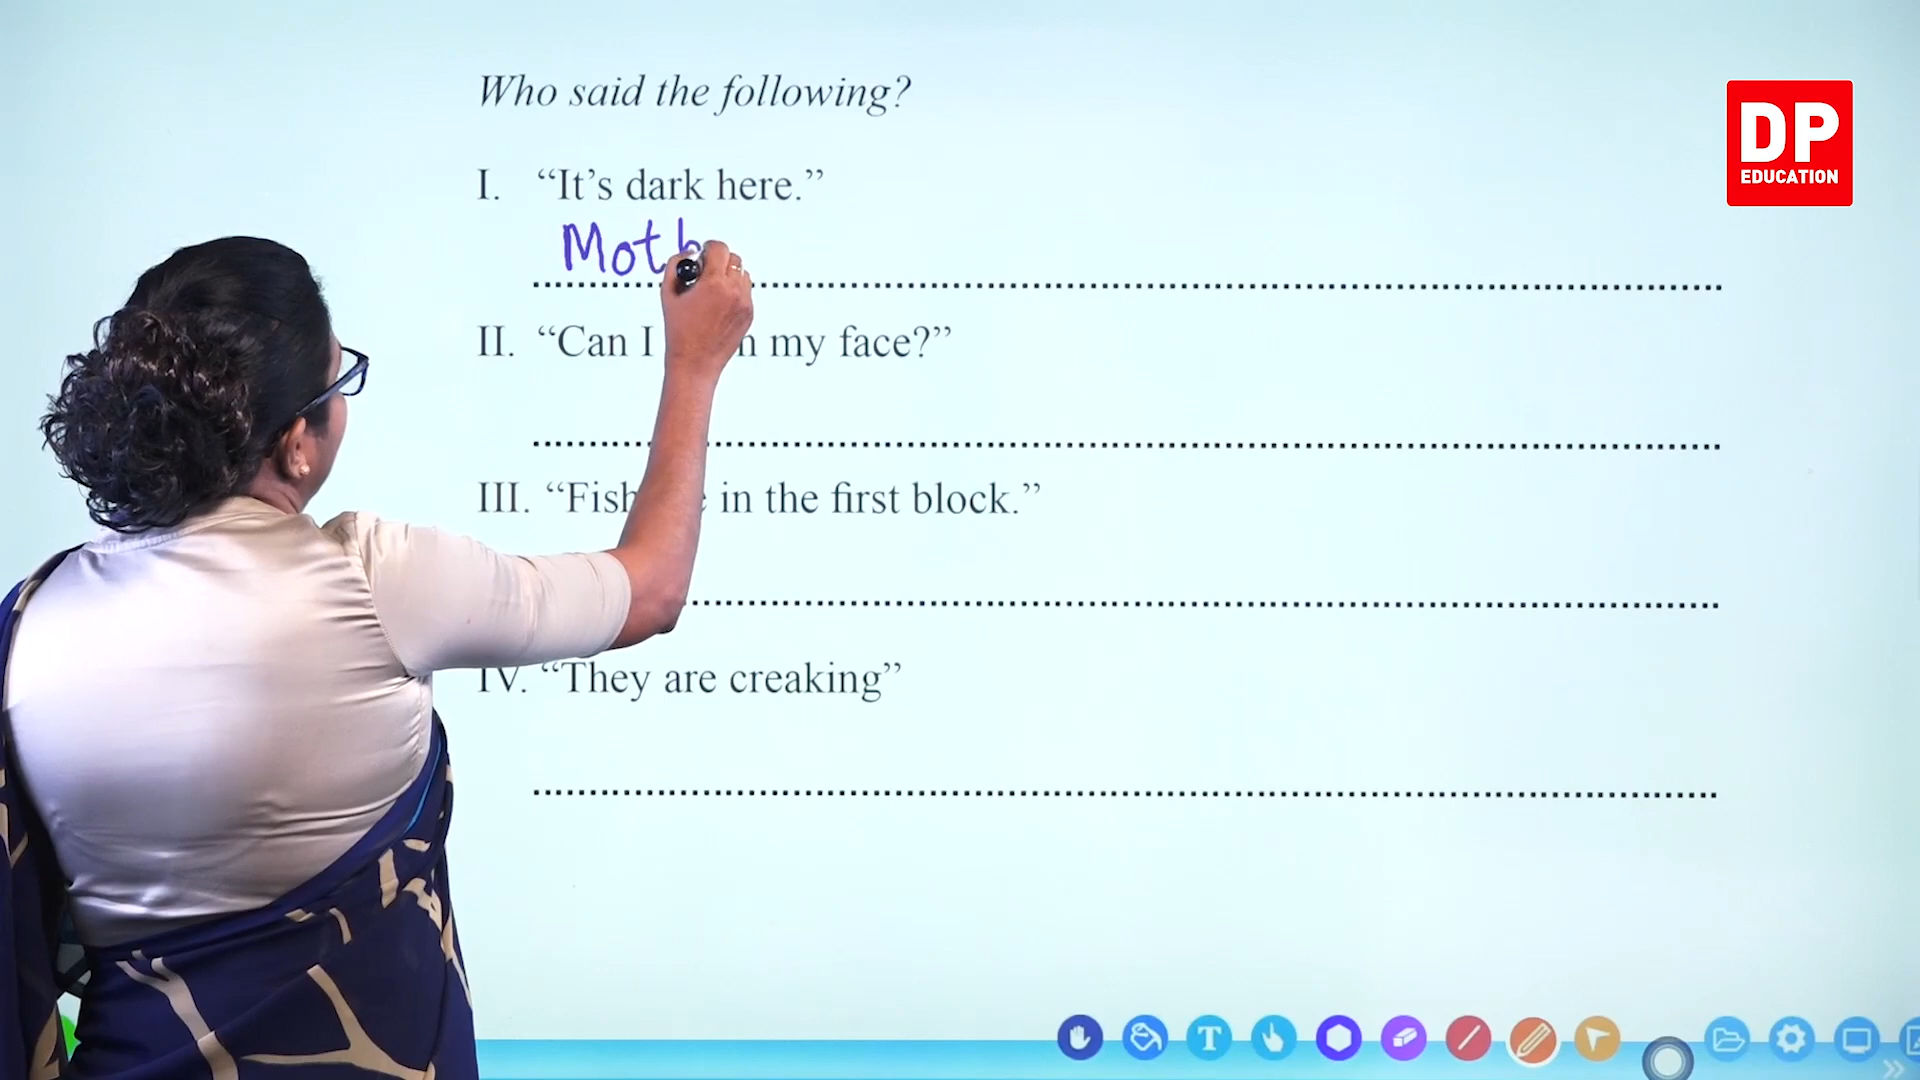 Who said the following?
DP
EDUCATION
I. “It’s dark here.”
Moth
II. “Can I my face?”
III. “Fish in the first block.”
IV. “They are creaking”